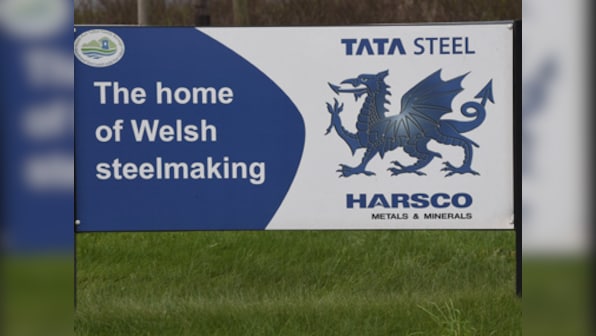 The home
of Welsh
steelmaking
TATA STEEL
HARSCO
METALS & MINERALS